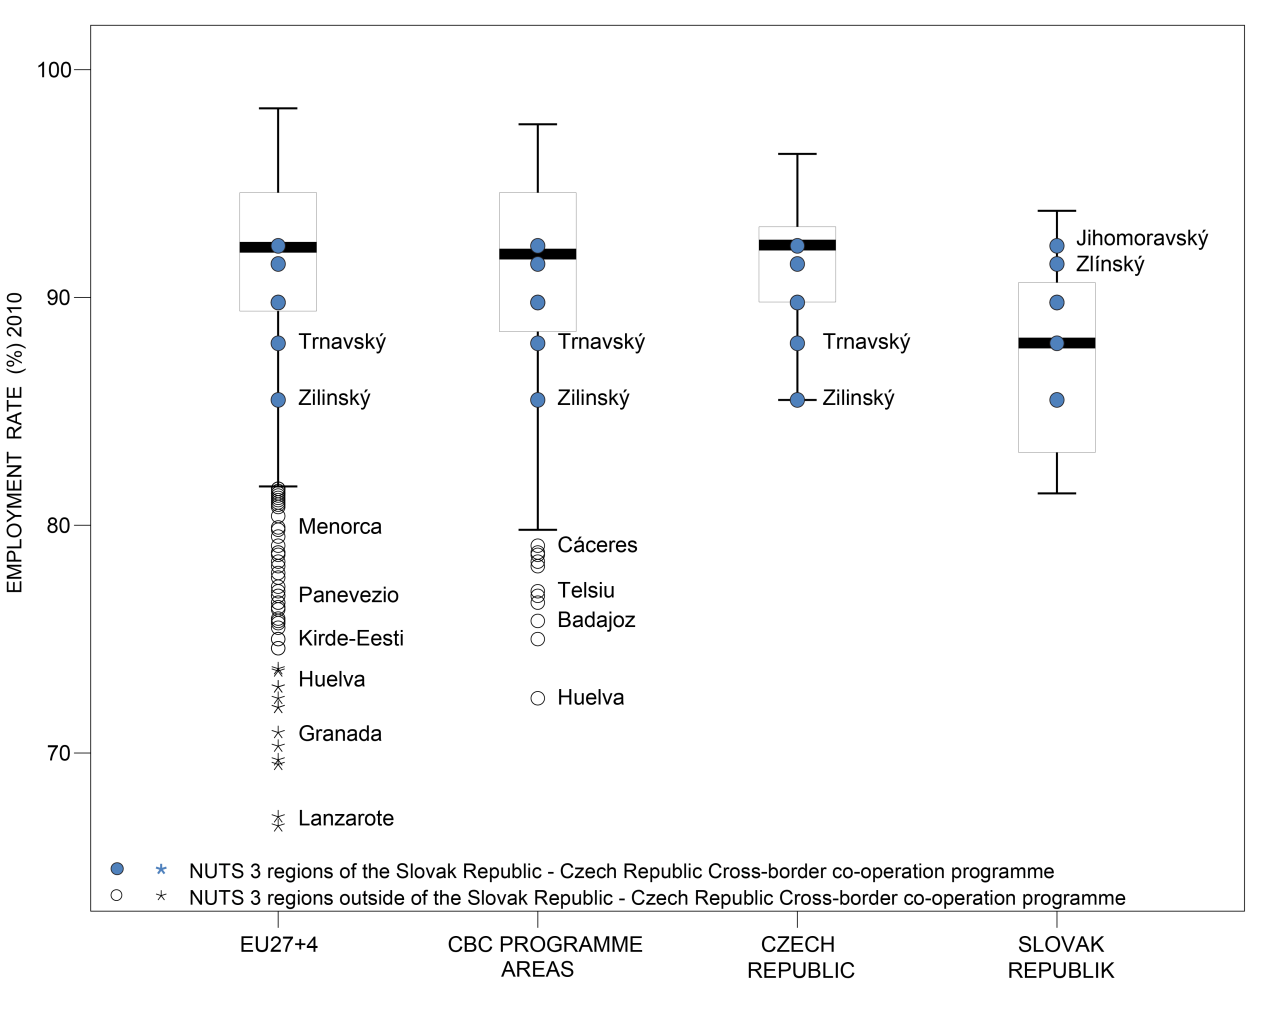 EMPLOYMENT RATE (%) 2010
100
90
80
70
Trnavský
Zilinský
Menorca
Panevezio
Kirde-Eesti
Huelva
Granada
Lanzarote
Trnavský
Zilinský
Cáceres
Telsiu
Badajoz
Huelva
Trnavský
Zilinský
Jihomoravský
Zlínský
NUTS 3 regions of the Slovak Republic - Czech Republic Cross-border co-operation programme
NUTS 3 regions outside of the Slovak Republic - Czech Republic Cross-border co-operation programme
EU27+4
CBC PROGRAMME
AREAS
CZECH
REPUBLIC
SLOVAK
REPUBLIK